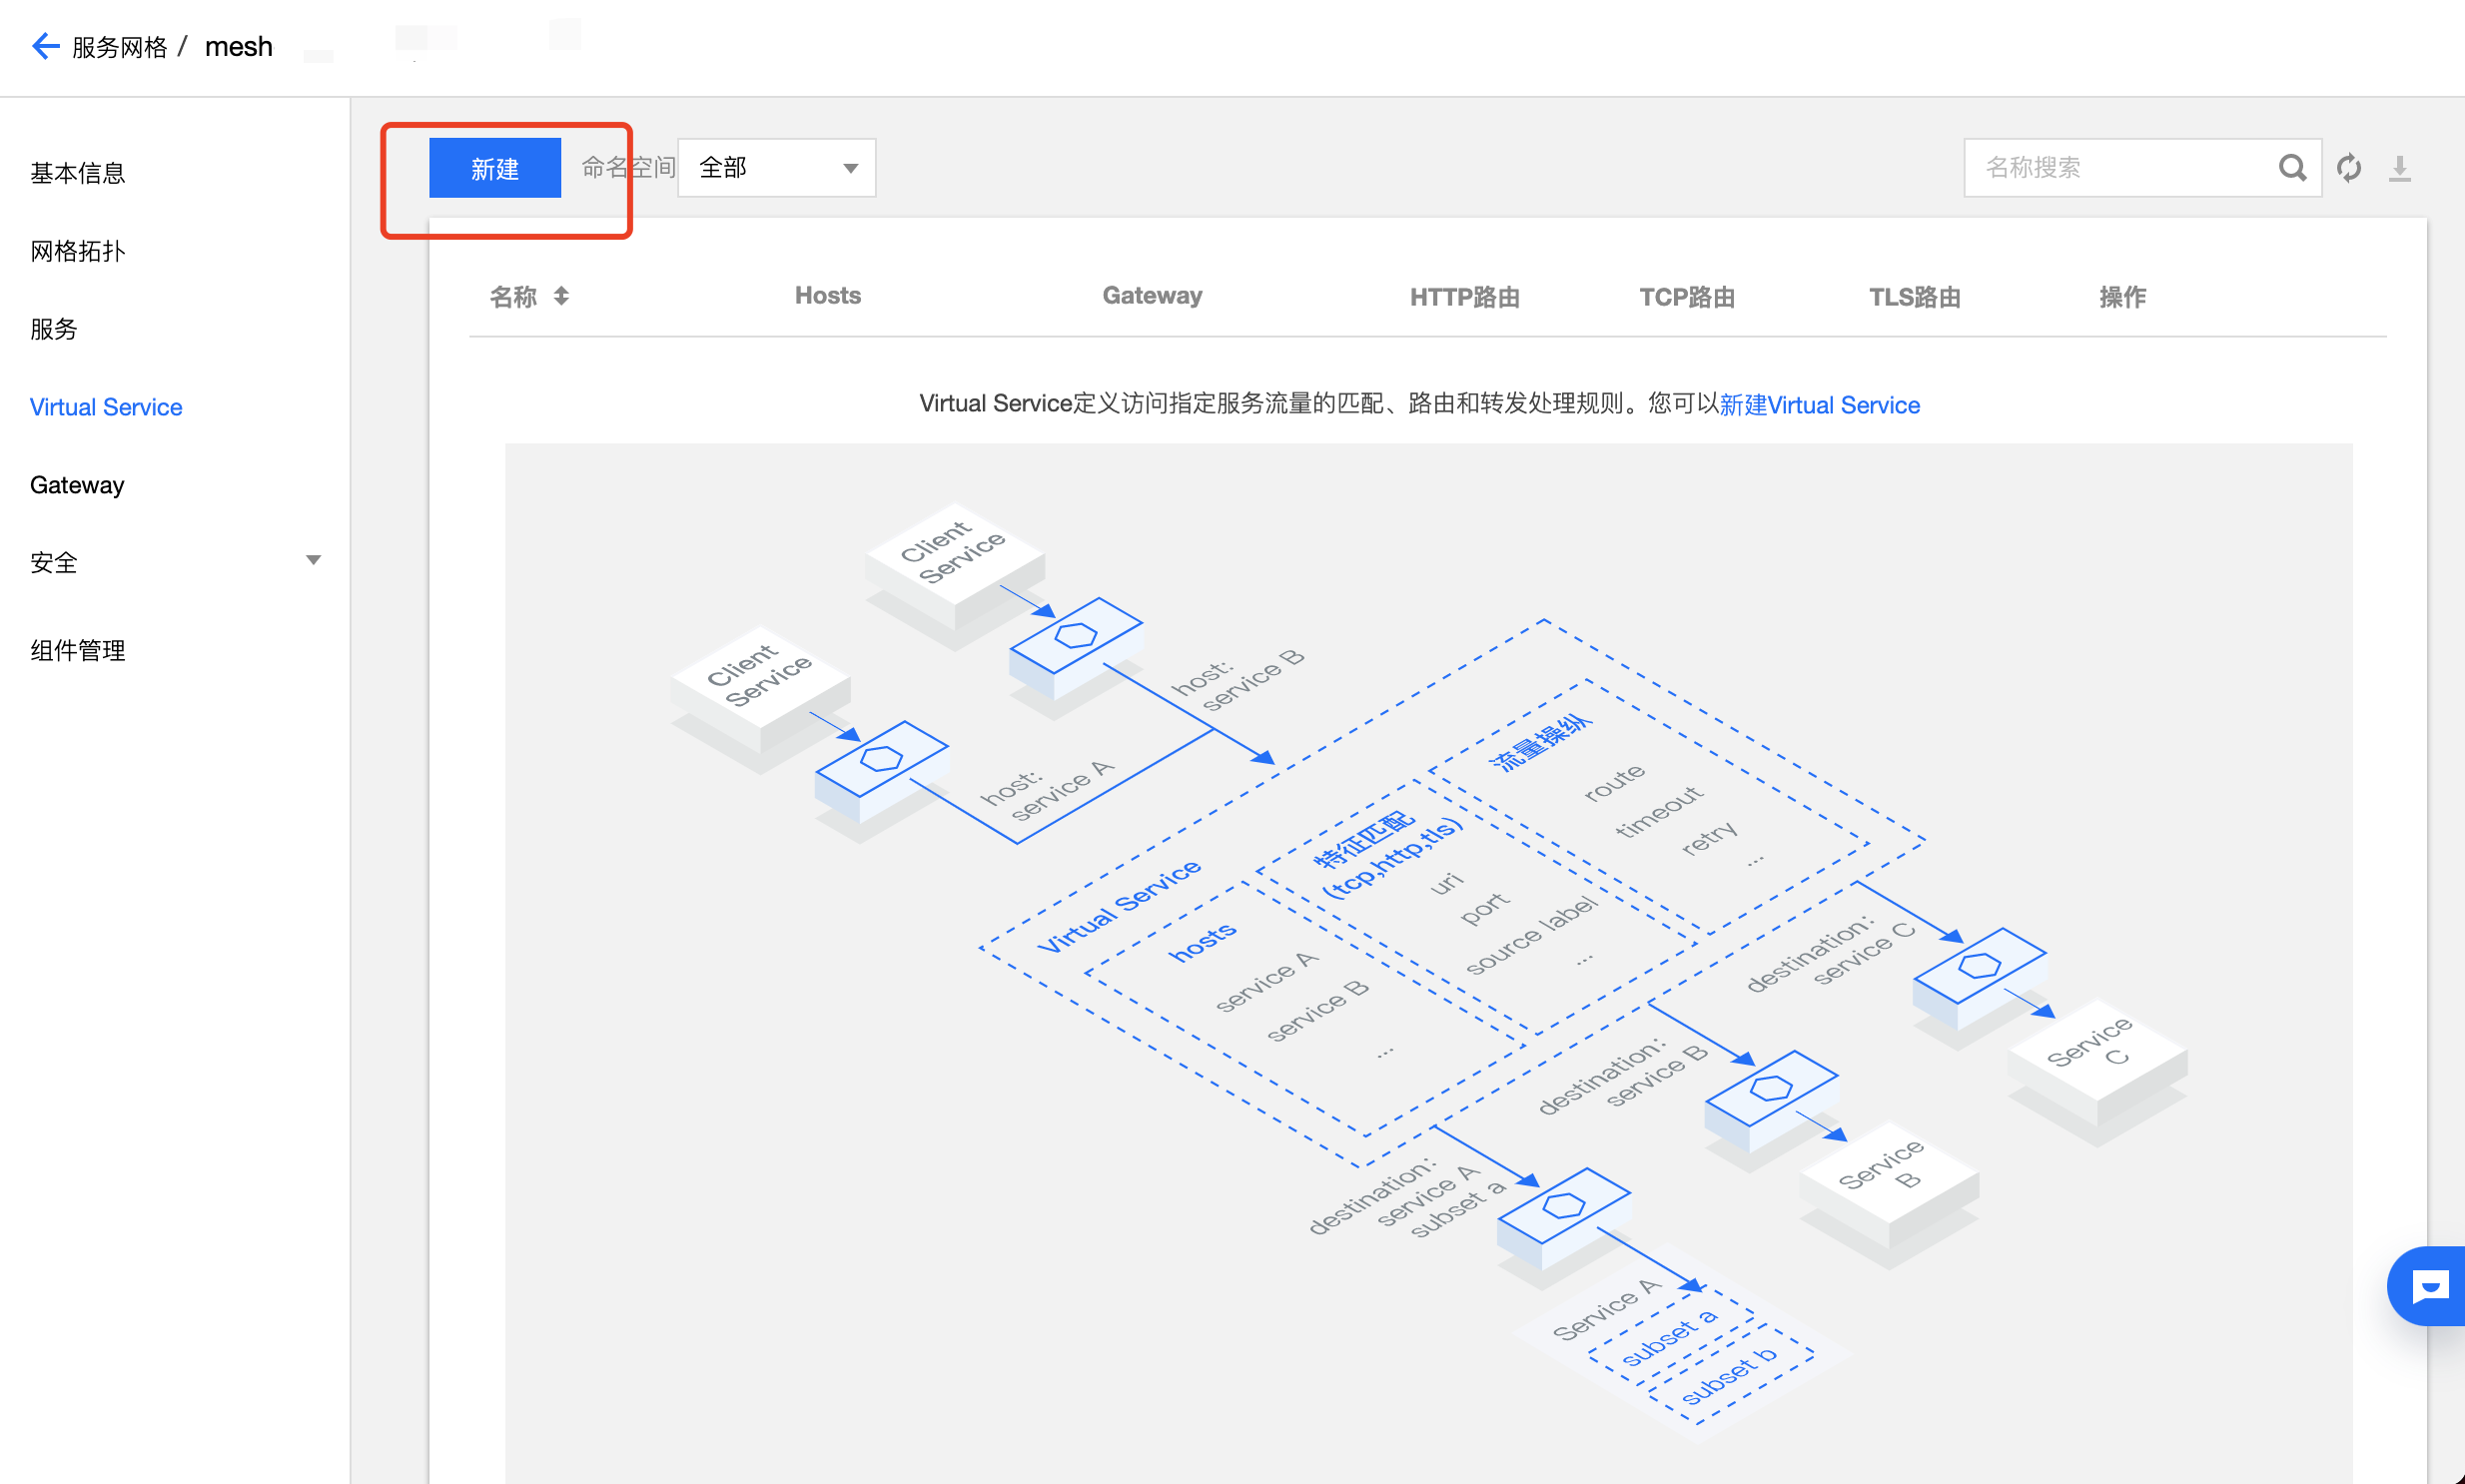 服务网格 / mesh
基本信息
网格拓扑
服务
Virtual Service
Gateway
安全
组件管理
新建 命名空间 全部 名称搜索
名称 Hosts Gateway HTTP路由 TCP路由 TLS路由 操作
Virtual Service定义访问指定服务流量的匹配、路由和转发处理规则。您可以新建Virtual Service
Client
Service
Client
Service
host:
service B
host:
service A
Virtual Service
hosts
service A
service B
...
特征匹配
(tcp,http,tls)
uri
port
source label
...
流量操纵
route
timeout
retry
...
destination:
service C
Service
C
destination:
service B
Service
B
destination:
service A
subset a
Service A
subset a
subset b